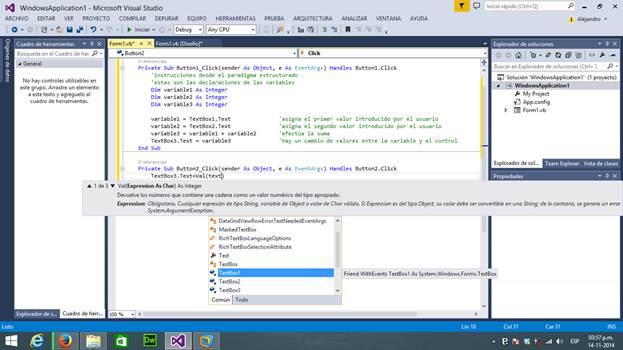 WindowsApplication1 - Microsoft Visual Studio
Inicio rápido (Ctrl+Q)
ARCHIVO EDITAR VER PROYECTO COMPILAR DEPURAR EQUIPO HERRAMIENTAS PRUEBA ARQUITECTURA ANALIZAR VENTANA AYUDA
Alejandro
Iniciar Debug Any CPU
Orígenes de datos
Cuadro de herramientas
Buscar en el Cuadro de herramientas
General
No hay controles utilizables en este grupo. Arrastre un elemento a este texto y agréguelo al cuadro de herramientas.
Explorador de s... Cuadro de herr...
Form1.vb* Form1.vb [Diseño]*
Button2 Click
0 referencias
Private Sub Button1_Click(sender As Object, e As EventArgs) Handles Button1.Click
'instrucciones desde el paradigma estructurado
'estas son las declaraciones de las variables
Dim variable1 As Integer
Dim variable2 As Integer
Dim variable3 As Integer
variable1 = TextBox1.Text 'asigna el primer valor introducido por el usuario
variable2 = TextBox2.Text 'asigna el segundo valor introducido por el usuario
variable3 = variable1 + variable2 'efectúa la suma
TextBox3.Text = variable3 'hay un cambio de valores entre la variable y el control
End Sub
0 referencias
Private Sub Button2_Click(sender As Object, e As EventArgs) Handles Button2.Click
TextBox3.Text=Val(text
1 de 3 Val(Expression As Char) As Integer
Devuelve los números que contiene una cadena como un valor numérico del tipo apropiado.
Expression: Obligatorio. Cualquier expresión de tipo String, variable de Object o valor de Char válido. Si Expression es del tipo Object, su valor debe ser convertible en una String; de lo contrario, se genera un error System.ArgumentException.
DataGridViewRowErrorTextNeededEventArgs
MaskedTextBox
RichTextBoxLanguageOptions
RichTextBoxSelectionAttribute
Text
TextBox
TextBox1
TextBox2
TextBox3
Común Todo
Friend WithEvents TextBox1 As System.Windows.Forms.TextBox
100 %
Explorador de soluciones
Buscar en Explorador de soluciones
Solución 'WindowsApplication1' (1 proyecto)
WindowsApplication1
My Project
App.config
Form1.vb
Explorador de sol... Team Explorer Vista de clases
Propiedades
Listo Lín 18 Col 31 Car 31 INS
Dw
ESP
03:57 p.m.
14-11-2014